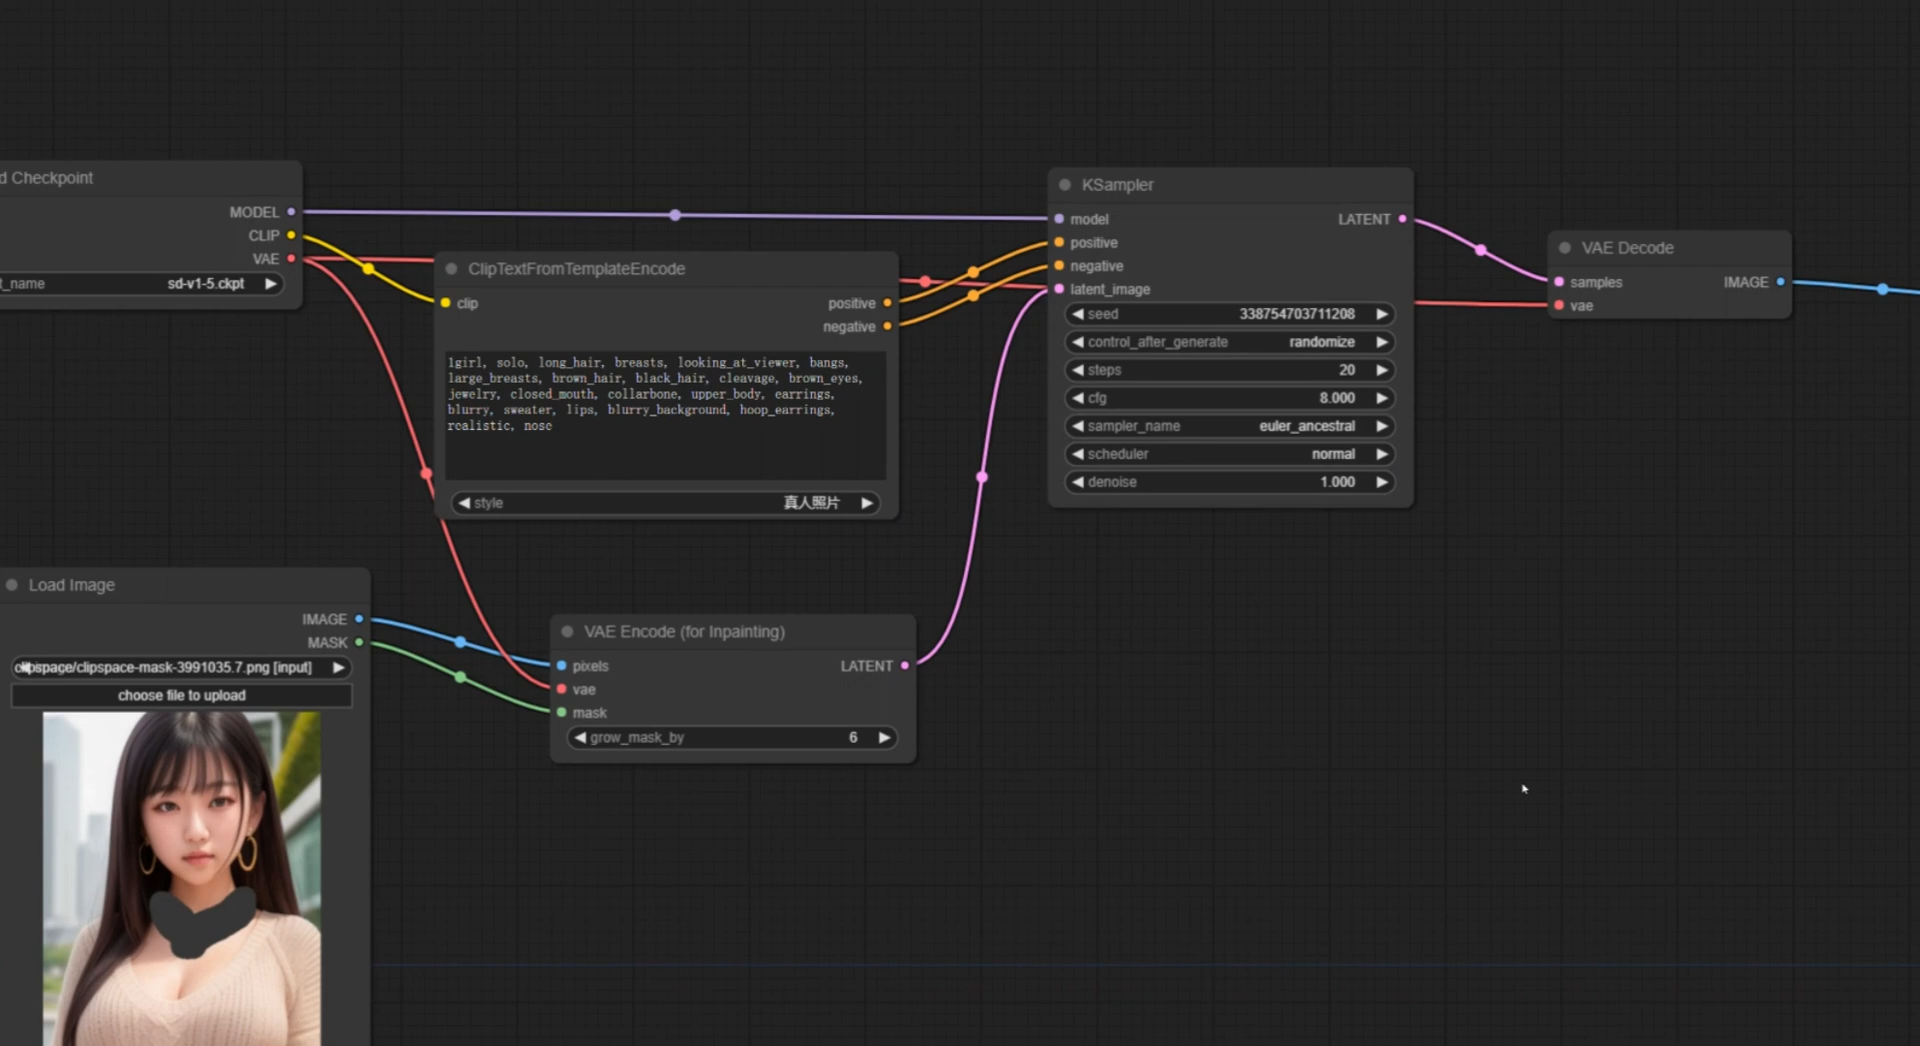 d Checkpoint
MODEL
CLIP
VAE
t_name sd-v1-5.ckpt
ClipTextFromTemplateEncode
clip
positive
negative
1girl, solo, long_hair, breasts, looking_at_viewer, bangs,
large_breasts, brown_hair, black_hair, cleavage, brown_eyes,
jewelry, closed_mouth, collarbone, upper_body, earrings,
blurry, sweater, lips, blurry_background, hoop_earrings,
realistic, nose
style 真人照片
KSampler
model LATENT
positive
negative
latent_image
seed 338754703711208
control_after_generate randomize
steps 20
cfg 8.000
sampler_name euler_ancestral
scheduler normal
denoise 1.000
VAE Decode
samples IMAGE
vae
Load Image
IMAGE
MASK
clipspace/clipspace-mask-3991035.7.png [input]
choose file to upload
VAE Encode (for Inpainting)
pixels LATENT
vae
mask
grow_mask_by 6